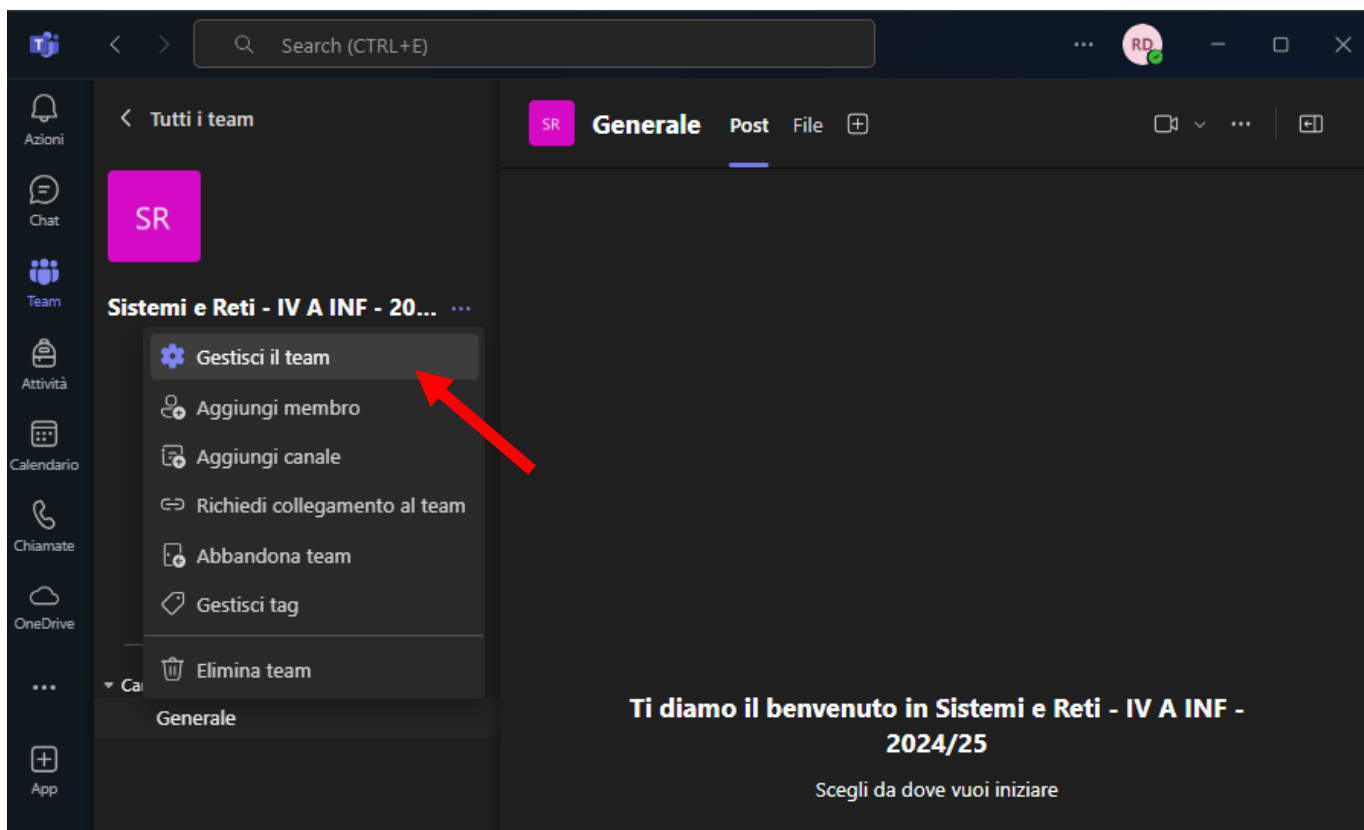 Search (CTRL+E)
RD
Azioni
Chat
Team
Attività
Calendario
Chiamate
OneDrive
App
Tutti i team
SR
Sistemi e Reti - IV A INF - 20...
Gestisci il team
Aggiungi membro
Aggiungi canale
Richiedi collegamento al team
Abbandona team
Gestisci tag
Elimina team
Ca
Generale
SR Generale Post File
Ti diamo il benvenuto in Sistemi e Reti - IV A INF -
2024/25
Scegli da dove vuoi iniziare